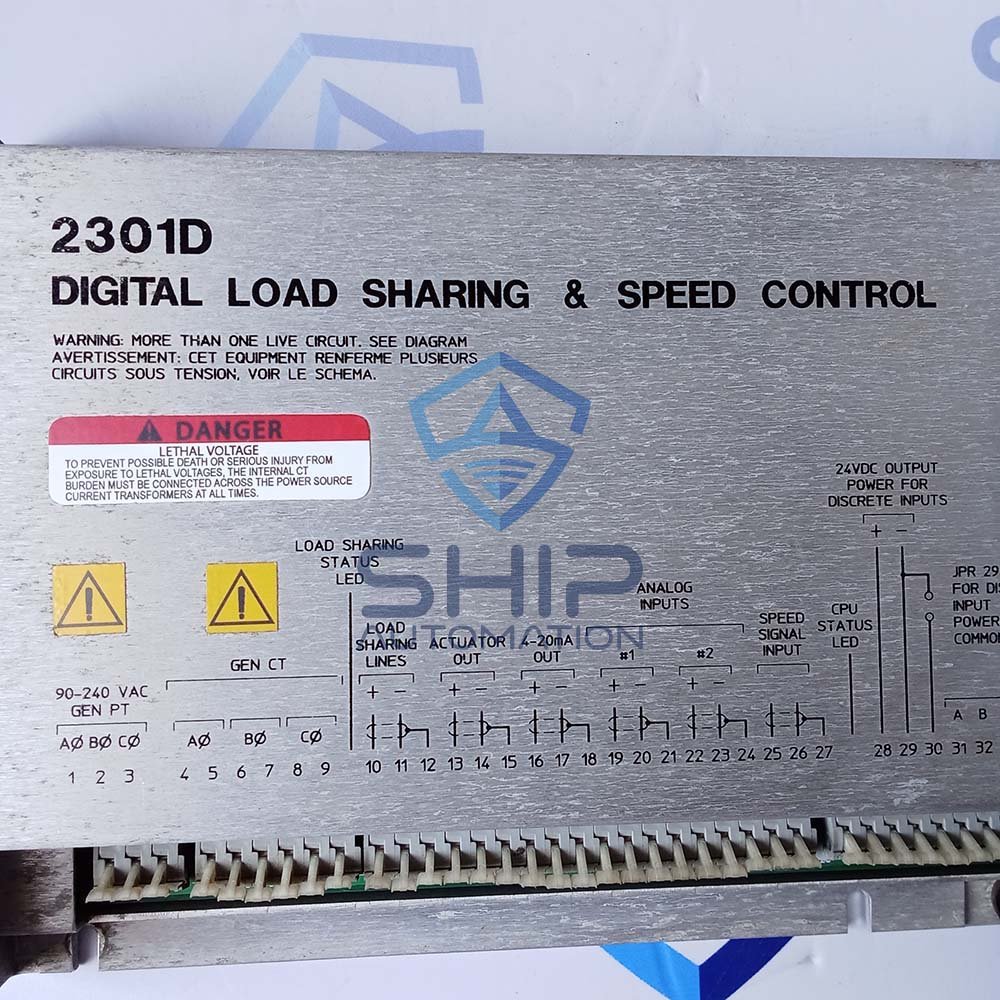 2301D
DIGITAL LOAD SHARING & SPEED CONTROL
WARNING: MORE THAN ONE LIVE CIRCUIT. SEE DIAGRAM
AVERTISSEMENT: CET EQUIPMENT RENFERME PLUSIEURS
CIRCUITS SOUS TENSION, VOIR LE SCHEMA.
DANGER
LETHAL VOLTAGE
TO PREVENT POSSIBLE DEATH OR SERIOUS INJURY FROM
EXPOSURE TO LETHAL VOLTAGES, THE INTERNAL CT
BURDEN MUST BE CONNECTED ACROSS THE POWER SOURCE
CURRENT TRANSFORMERS AT ALL TIMES.
24VDC OUTPUT
POWER FOR
DISCRETE INPUTS
+ −
LOAD SHARING
STATUS
LED
SHIP
AUTOMATION
JPR 29
FOR
INPUT
POWER
COMMO
ANALOG
INPUTS
LOAD
SHARING
LINES
ACTUATOR
OUT
4-20mA
OUT
#1
#2
SPEED
SIGNAL
INPUT
CPU
STATUS
LED
GEN CT
90-240 VAC
GEN PT
+ − + − + − + − + −
AØ BØ CØ
AØ BØ CØ
A B
1 2 3 4 5 6 7 8 9 10 11 12 13 14 15 16 17 18 19 20 21 22 23 24 25 26 27 28 29 30 31 32